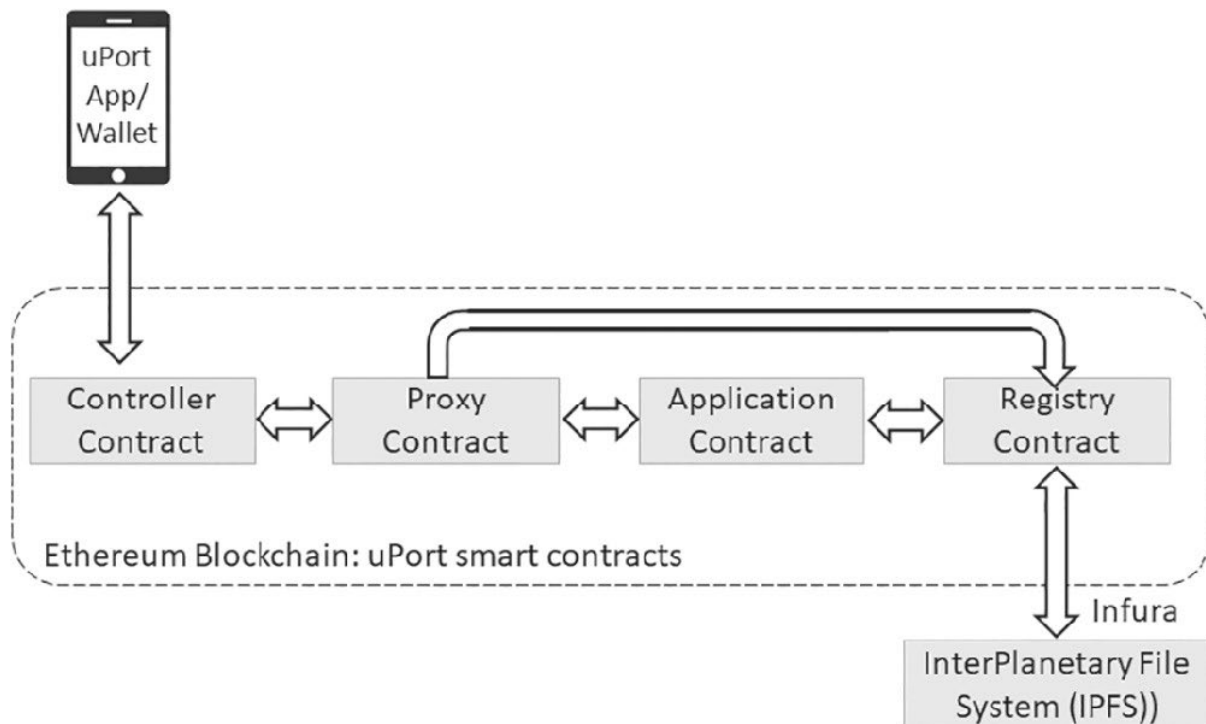 uPort
App/
Wallet
Controller
Contract
Proxy
Contract
Application
Contract
Registry
Contract
Ethereum Blockchain: uPort smart contracts
Infura
InterPlanetary File
System (IPFS))